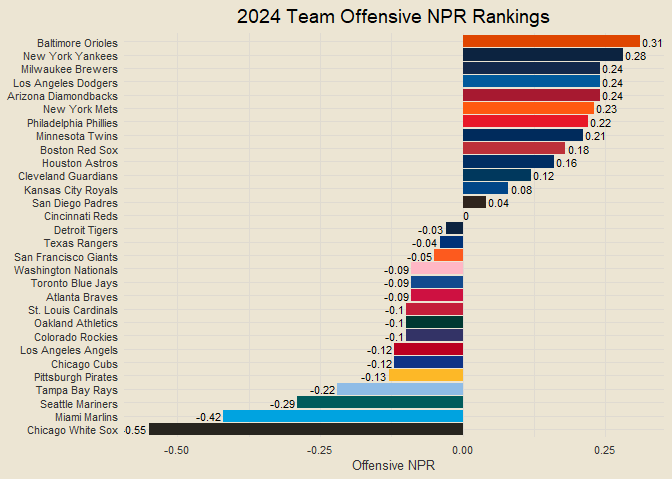 2024 Team Offensive NPR Rankings
Baltimore Orioles 0.31
New York Yankees 0.28
Milwaukee Brewers 0.24
Los Angeles Dodgers 0.24
Arizona Diamondbacks 0.24
New York Mets 0.23
Philadelphia Phillies 0.22
Minnesota Twins 0.21
Boston Red Sox 0.18
Houston Astros 0.16
Cleveland Guardians 0.12
Kansas City Royals 0.08
San Diego Padres 0.04
Cincinnati Reds 0
Detroit Tigers -0.03
Texas Rangers -0.04
San Francisco Giants -0.05
Washington Nationals -0.09
Toronto Blue Jays -0.09
Atlanta Braves -0.09
St. Louis Cardinals -0.1
Oakland Athletics -0.1
Colorado Rockies -0.1
Los Angeles Angels -0.12
Chicago Cubs -0.12
Pittsburgh Pirates -0.13
Tampa Bay Rays -0.22
Seattle Mariners -0.29
Miami Marlins -0.42
Chicago White Sox 0.55
-0.50 -0.25 0.00 0.25
Offensive NPR